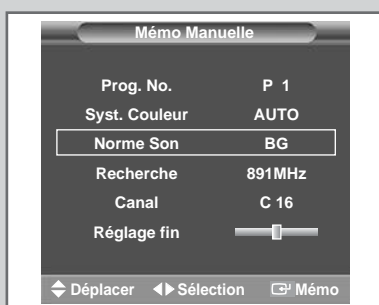 Mémo Manuelle
Prog. No. P 1
Syst. Couleur AUTO
Norme Son BG
Recherche 891MHz
Canal C 16
Réglage fin
Déplacer Sélection Mémo